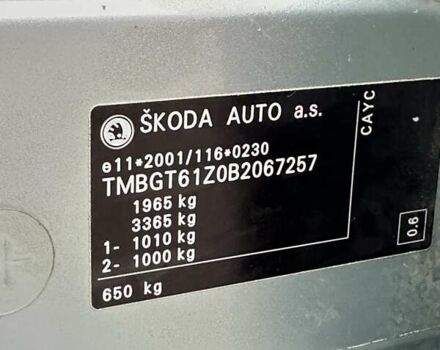 ŠKODA AUTO a.s.
e11*2001/116*0230
TMBGT61Z0B2067257
1965 kg
3365 kg
1- 1010 kg
2- 1000 kg
650 kg
CAYC
0.6